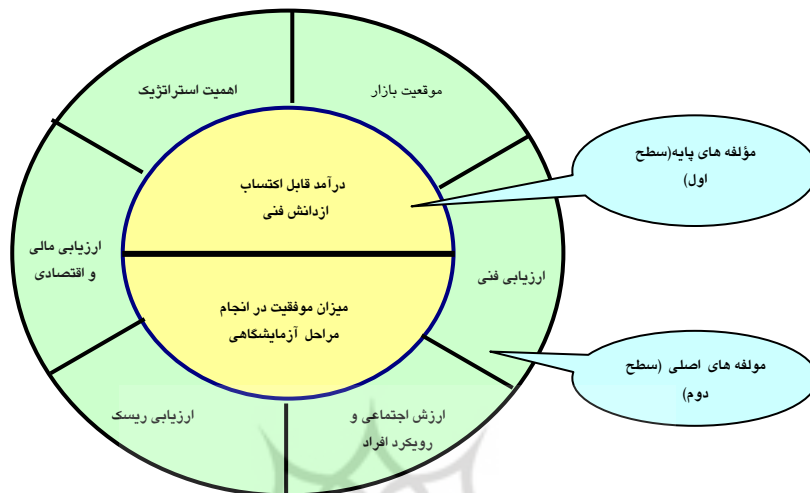 موقعیت بازار
اهمیت استراتژیک
مؤلفه های پایه(سطح
اول)
درآمد قابل اکتساب
ازدانش فنی
ارزیابی مالی
و اقتصادی
ارزیابی فنی
میزان موفقیت در انجام
مراحل آزمایشگاهی
مولفه های اصلی (سطح
دوم)
ارزیابی ریسک
ارزش اجتماعی و
رویکرد افراد